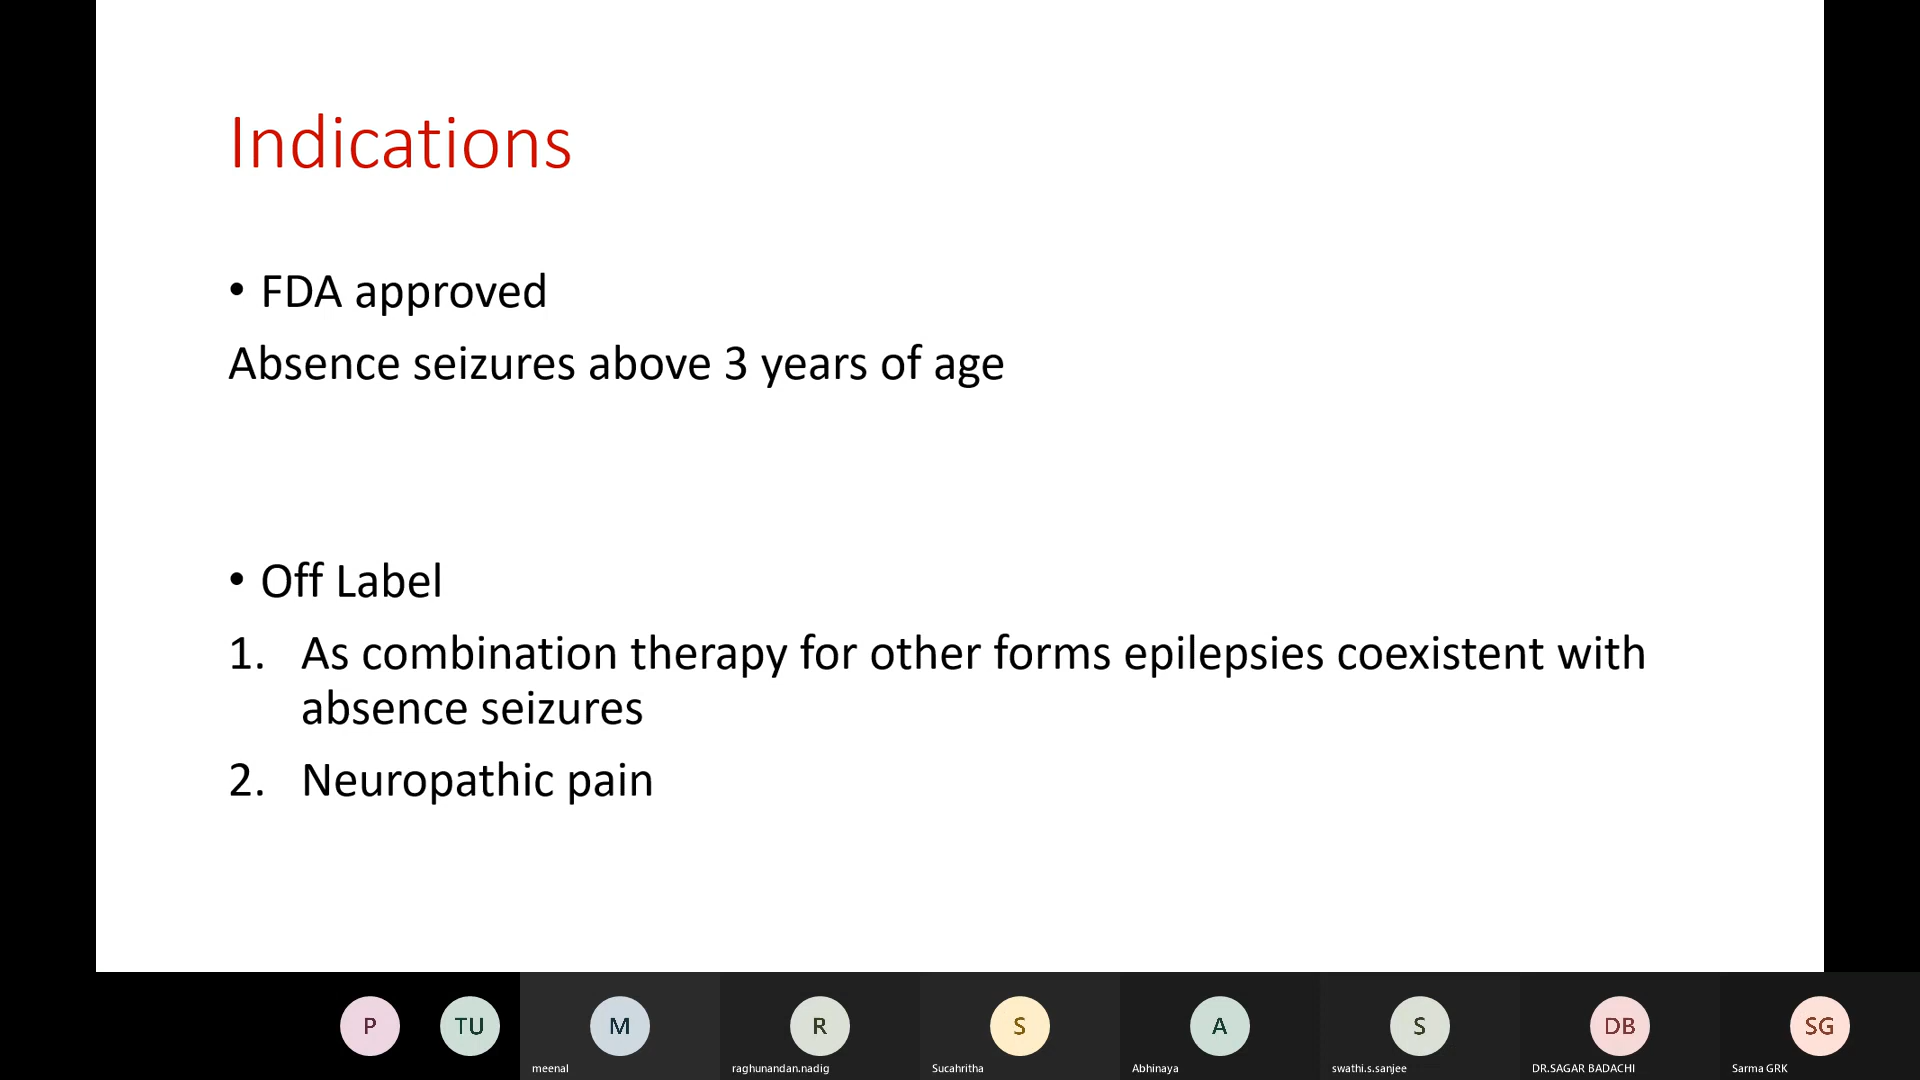 Indications
• FDA approved
Absence seizures above 3 years of age
• Off Label
1. As combination therapy for other forms epilepsies coexistent with
absence seizures
2. Neuropathic pain
P
TU
M
R
S
A
S
DB
SG
meenal
raghunandan.nadig
Sucahritha
Abhinaya
swathi.s.sanjee
DR.SAGAR BADACHI
Sarma GRK